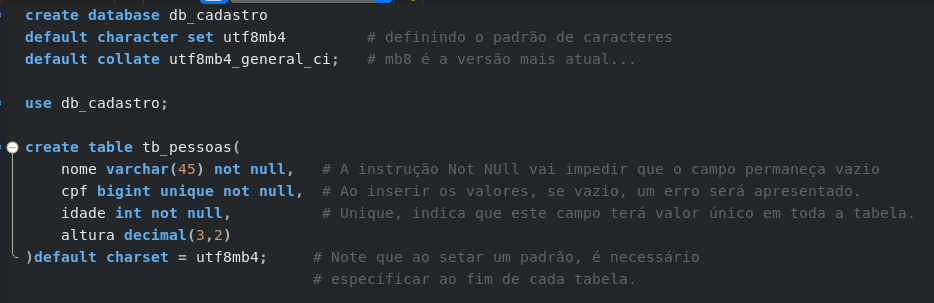 create database db_cadastro
default character set utf8mb4 # definindo o padrão de caracteres
default collate utf8mb4_general_ci; # mb8 é a versão mais atual...
use db_cadastro;
create table tb_pessoas(
nome varchar(45) not null, # A instrução Not NUll vai impedir que o campo permaneça vazio
cpf bigint unique not null, # Ao inserir os valores, se vazio, um erro será apresentado.
idade int not null, # Unique, indica que este campo terá valor único em toda a tabela.
altura decimal(3,2)
)default charset = utf8mb4; # Note que ao setar um padrão, é necessário
# específicar ao fim de cada tabela.